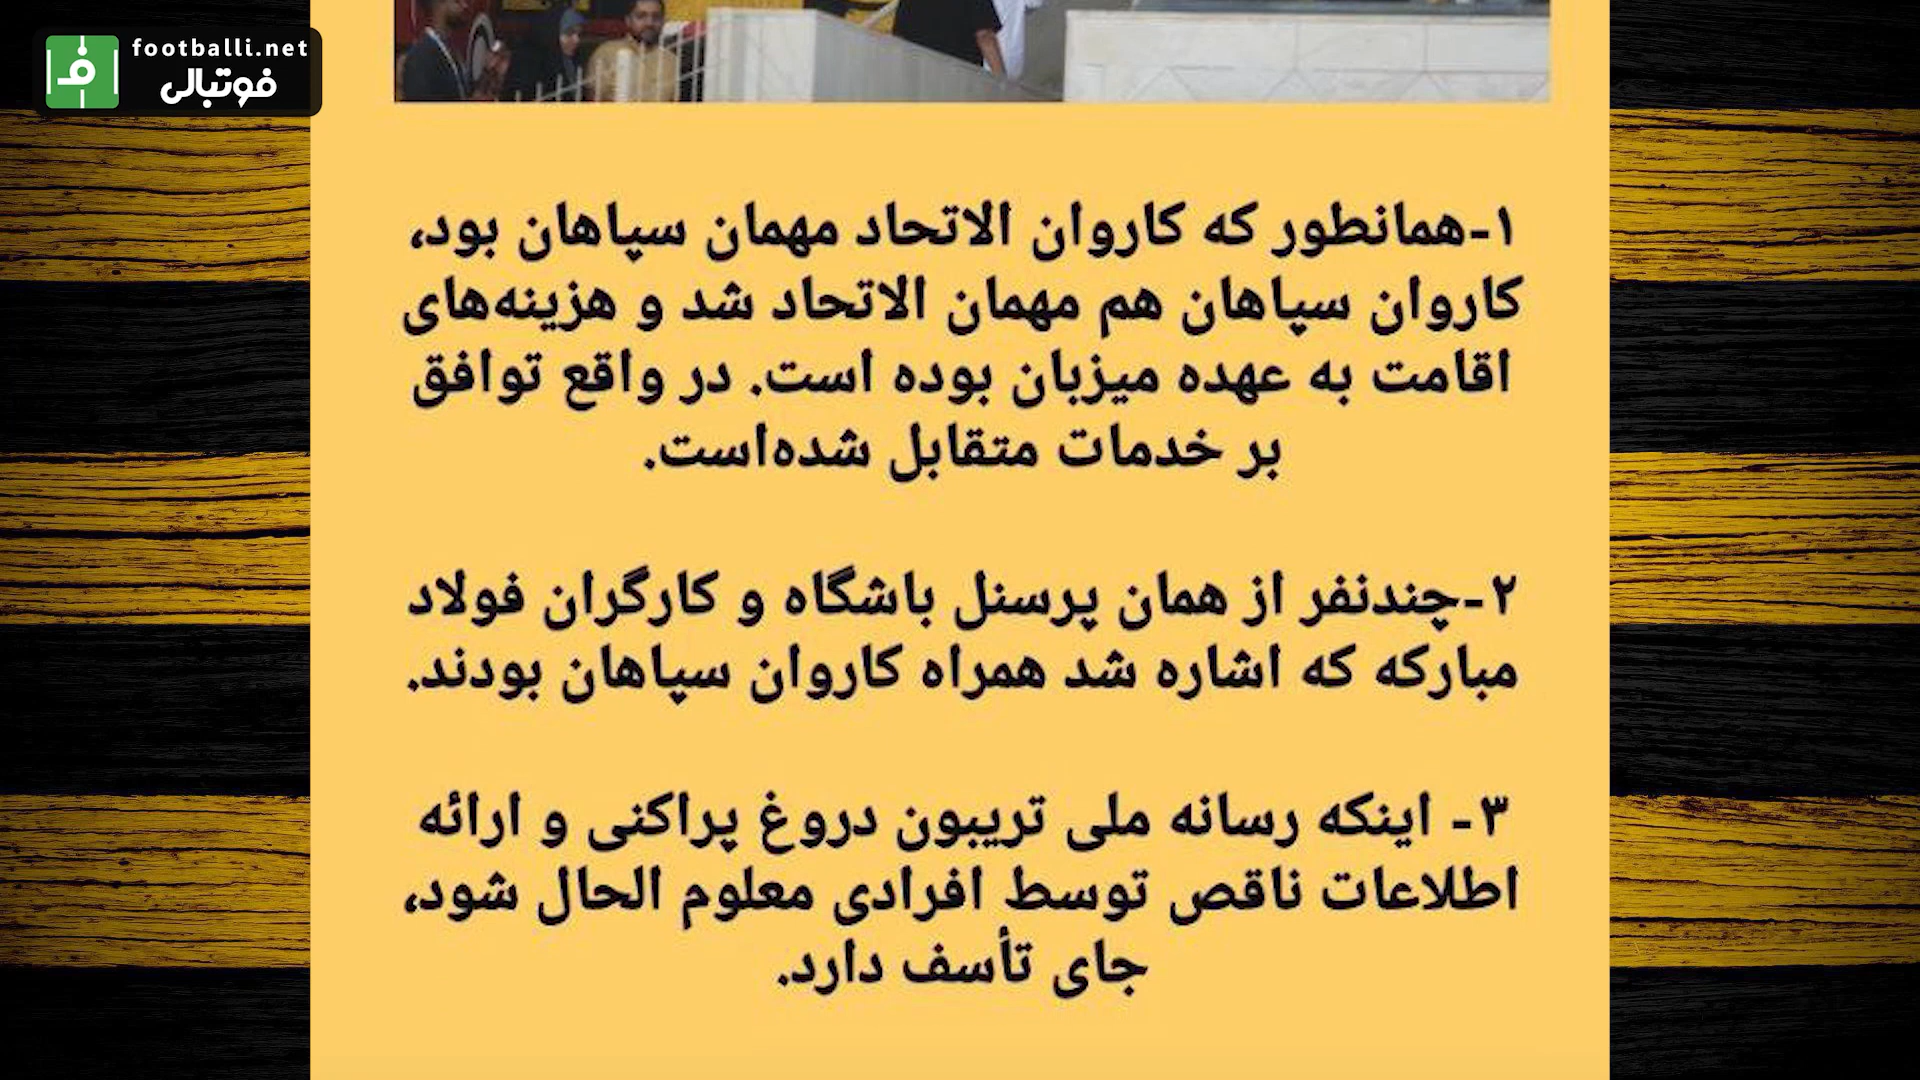 footballi.net
فوتبالی
۱-همانطور که کاروان الاتحاد مهمان سپاهان بود،
کاروان سپاهان هم مهمان الاتحاد شد و هزینه‌های
اقامت به عهده میزبان بوده است. در واقع توافق
بر خدمات متقابل شده‌است.
۲-چندنفر از همان پرسنل باشگاه و کارگران فولاد
مبارکه که اشاره شد همراه کاروان سپاهان بودند.
۳- اینکه رسانه ملی تریبون دروغ پراکنی و ارائه
اطلاعات ناقص توسط افرادی معلوم الحال شود،
جای تأسف دارد.